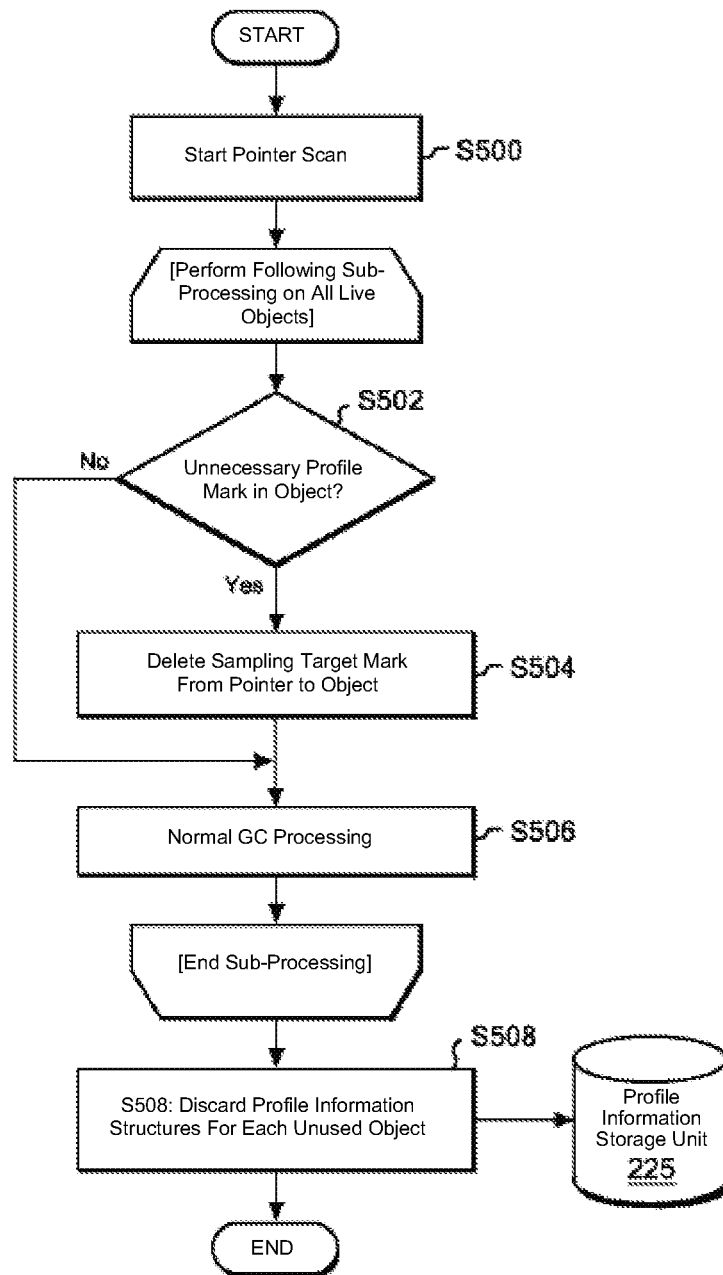 START
Start Pointer Scan
S500
[Perform Following Sub-
Processing on All Live
Objects]
S502
No
Unnecessary Profile
Mark in Object?
Yes
Delete Sampling Target Mark
From Pointer to Object
S504
Normal GC Processing
S506
[End Sub-Processing]
S508
S508: Discard Profile Information
Structures For Each Unused Object
Profile
Information
Storage Unit
225
END